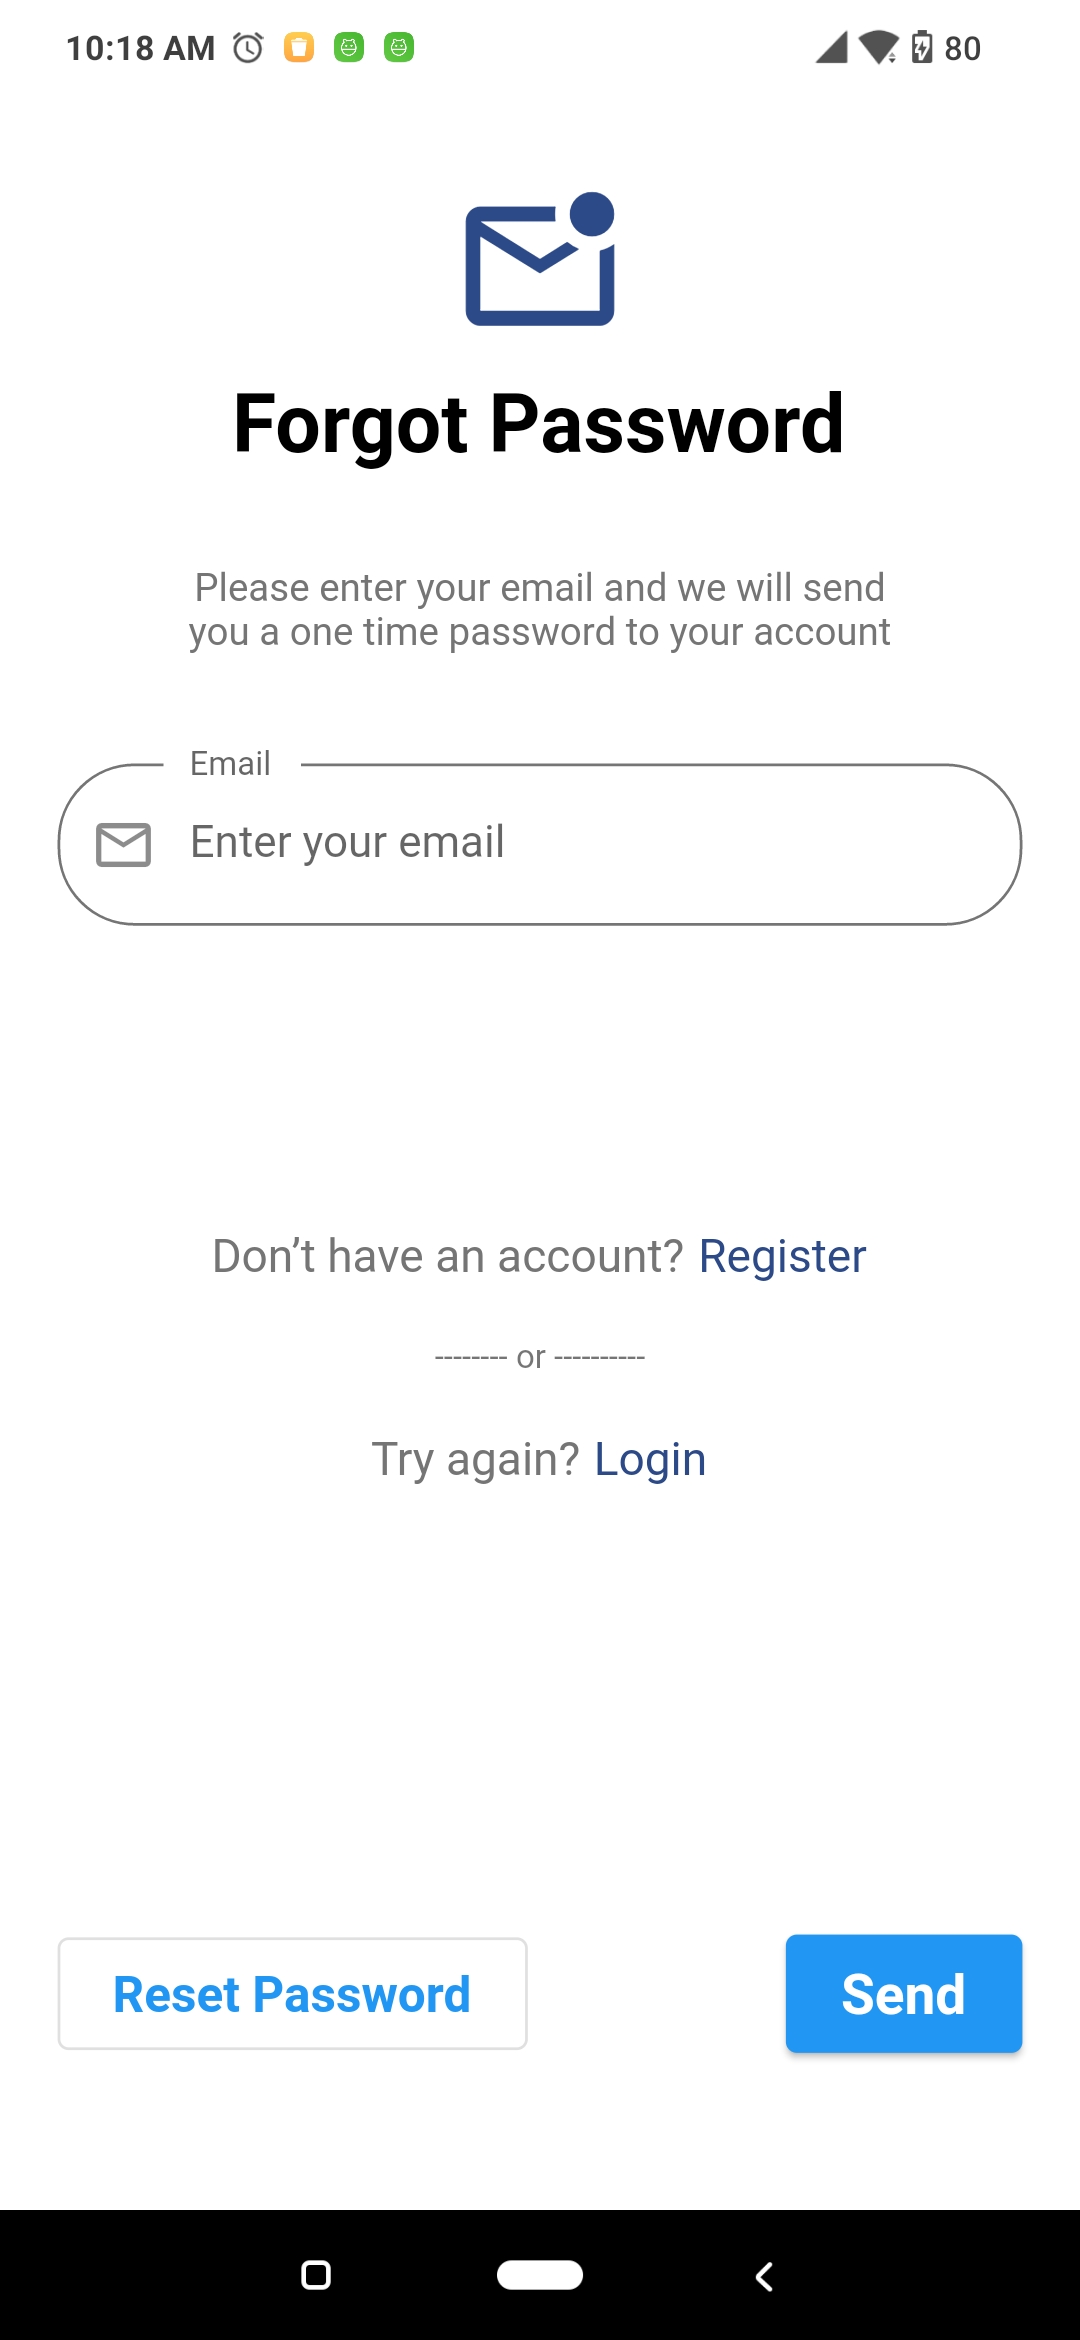 10:18 AM 80
Forgot Password
Please enter your email and we will send
you a one time password to your account
Email
Enter your email
Don’t have an account? Register
-------- or ----------
Try again? Login
Reset Password Send